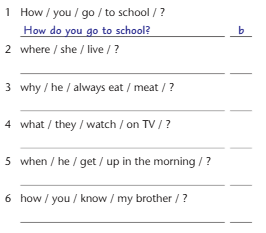 1 How / you / go / to school / ?
How do you go to school? b
2 where / she / live / ?
3 why / he / always eat / meat / ?
4 what / they / watch / on TV / ?
5 when / he / get / up in the morning / ?
6 how / you / know / my brother / ?